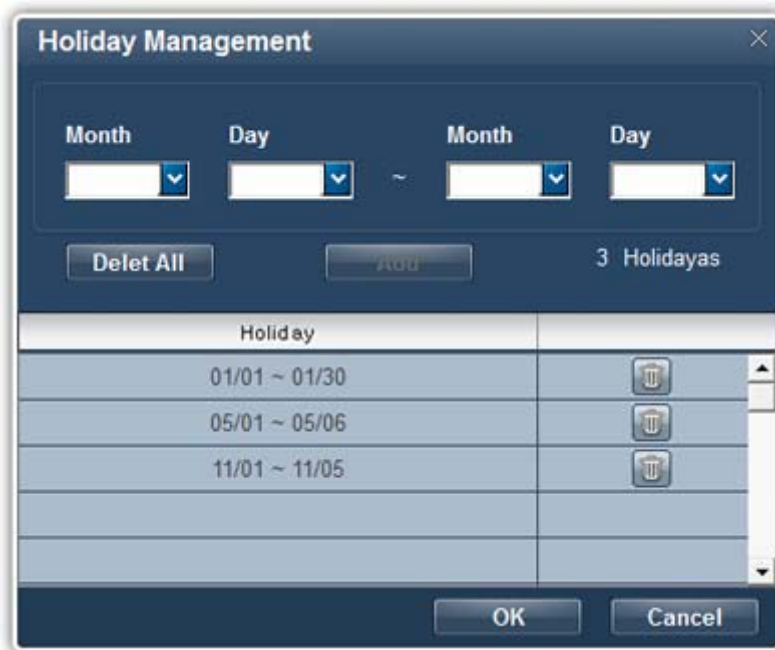 Holiday Management
Month Day Month Day
~
Delet All Add 3 Holidayas
Holiday
01/01 ~ 01/30
05/01 ~ 05/06
11/01 ~ 11/05
OK Cancel